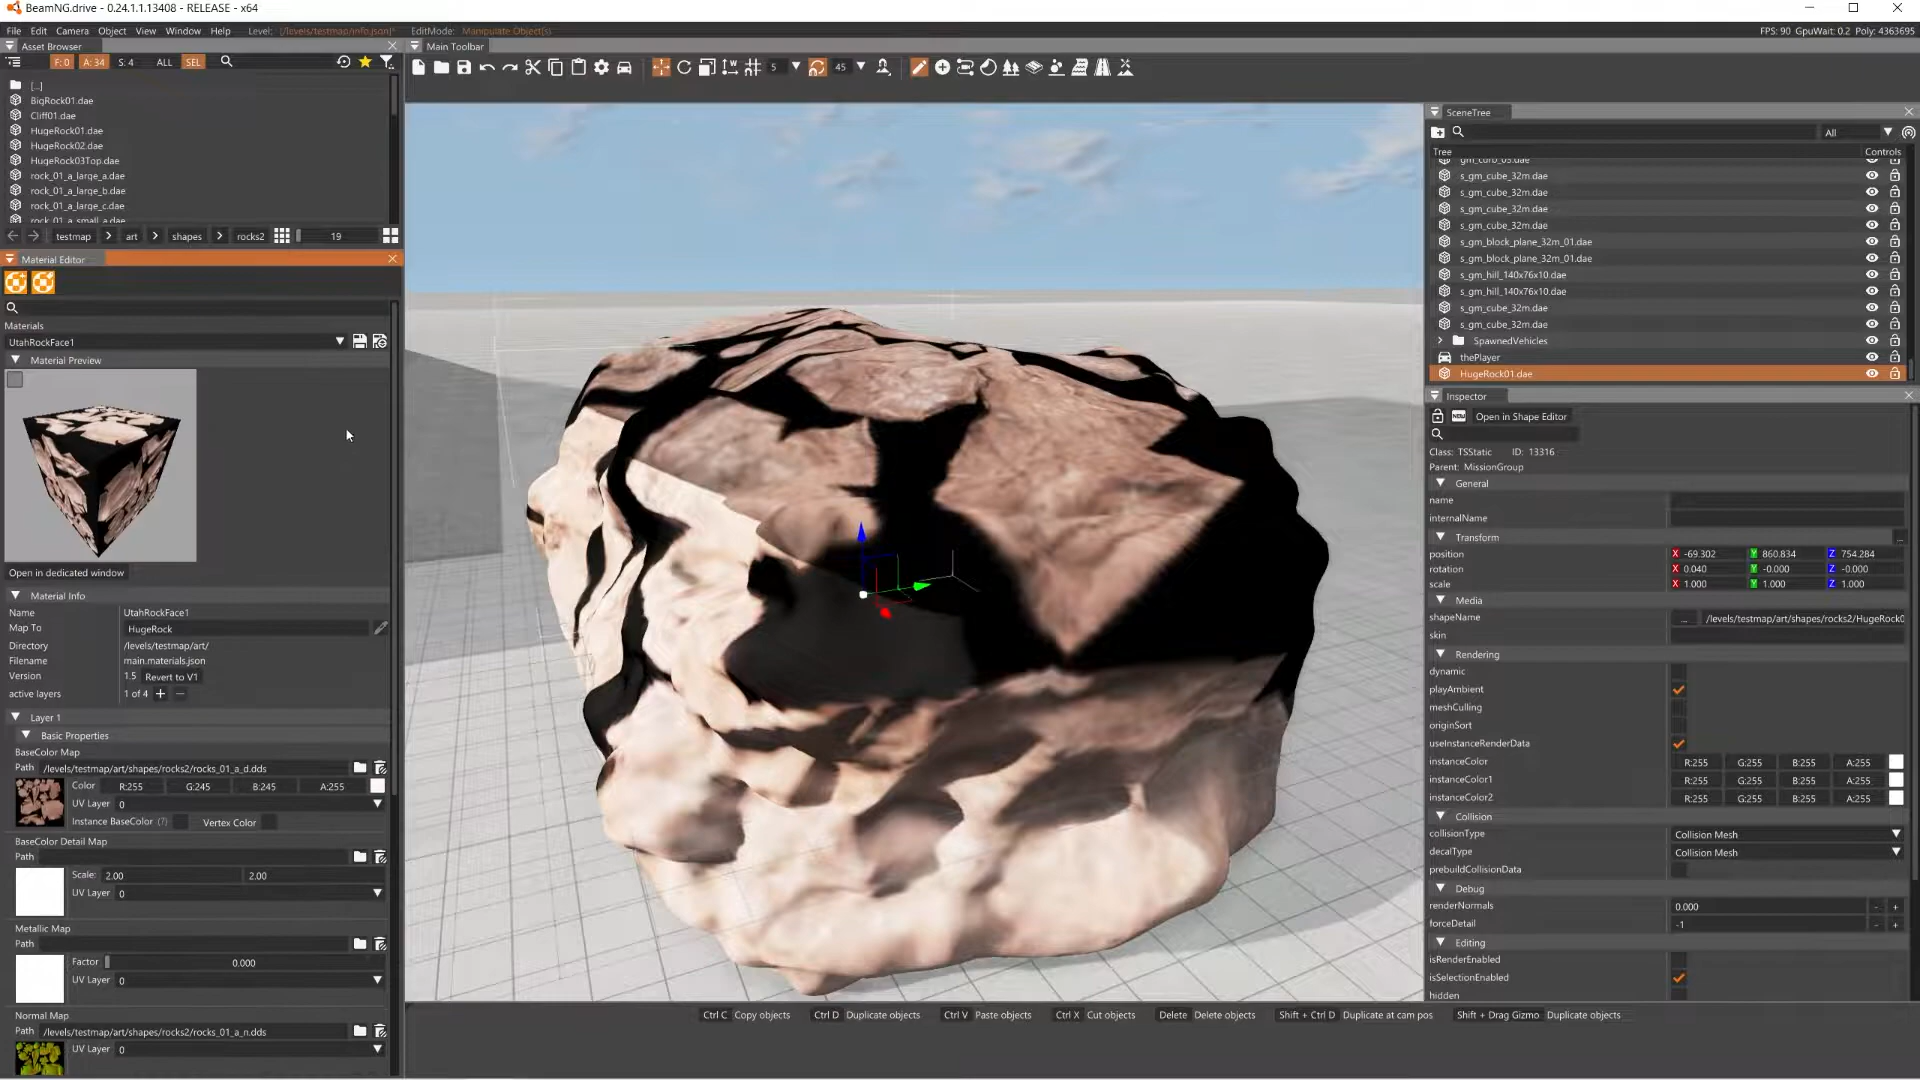 BeamNG.drive - 0.24.1.1.13408 - RELEASE - x64
File Edit Camera Object View Window Help Level: [/levels/testmap/info.json]* EditMode: Manipulate Object(s) FPS: 90 GpuWait: 0.2 Poly: 4363695
Asset Browser
F: 0 A: 34 S: 4 ALL SEL
[..]
BigRock01.dae
Cliff01.dae
HugeRock01.dae
HugeRock02.dae
HugeRock03Top.dae
rock_01_a_large_a.dae
rock_01_a_large_b.dae
rock_01_a_large_c.dae
rock_01_a_small_a.dae
testmap > art > shapes > rocks2 19
Material Editor
Materials
UtahRockFace1
Material Preview
Open in dedicated window
Material Info
Name UtahRockFace1
Map To HugeRock
Directory /levels/testmap/art/
Filename main.materials.json
Version 1.5 Revert to V1
active layers 1 of 4 + -
Layer 1
Basic Properties
BaseColor Map
Path /levels/testmap/art/shapes/rocks2/rocks_01_a_d.dds
Color R:255 G:245 B:245 A:255
UV Layer 0
Instance BaseColor (?) Vertex Color
BaseColor Detail Map
Path
Scale: 2.00 2.00
UV Layer 0
Metallic Map
Path
Factor 0.000
UV Layer 0
Normal Map
Path /levels/testmap/art/shapes/rocks2/rocks_01_a_n.dds
UV Layer 0
Main Toolbar
5 45
Ctrl C Copy objects Ctrl D Duplicate objects Ctrl V Paste objects Ctrl X Cut objects Delete Delete objects Shift + Ctrl D Duplicate at cam pos Shift + Drag Gizmo Duplicate objects
SceneTree
All
Tree Controls
gm_curb_03.dae
s_gm_cube_32m.dae
s_gm_cube_32m.dae
s_gm_cube_32m.dae
s_gm_cube_32m.dae
s_gm_block_plane_32m_01.dae
s_gm_block_plane_32m_01.dae
s_gm_hill_140x76x10.dae
s_gm_hill_140x76x10.dae
s_gm_cube_32m.dae
s_gm_cube_32m.dae
SpawnedVehicles
thePlayer
HugeRock01.dae
Inspector
NEW Open in Shape Editor
Class: TSStatic ID: 13316
Parent: MissionGroup
General
name
internalName
Transform ...
position X -69.302 Y 860.834 Z 754.284
rotation X 0.040 Y -0.000 Z -0.000
scale X 1.000 Y 1.000 Z 1.000
Media
shapeName ... /levels/testmap/art/shapes/rocks2/HugeRock0
skin
Rendering
dynamic
playAmbient
meshCulling
originSort
useInstanceRenderData
instanceColor R:255 G:255 B:255 A:255
instanceColor1 R:255 G:255 B:255 A:255
instanceColor2 R:255 G:255 B:255 A:255
Collision
collisionType Collision Mesh
decalType Collision Mesh
prebuildCollisionData
Debug
renderNormals 0.000 - +
forceDetail -1 - +
Editing
isRenderEnabled
isSelectionEnabled
hidden